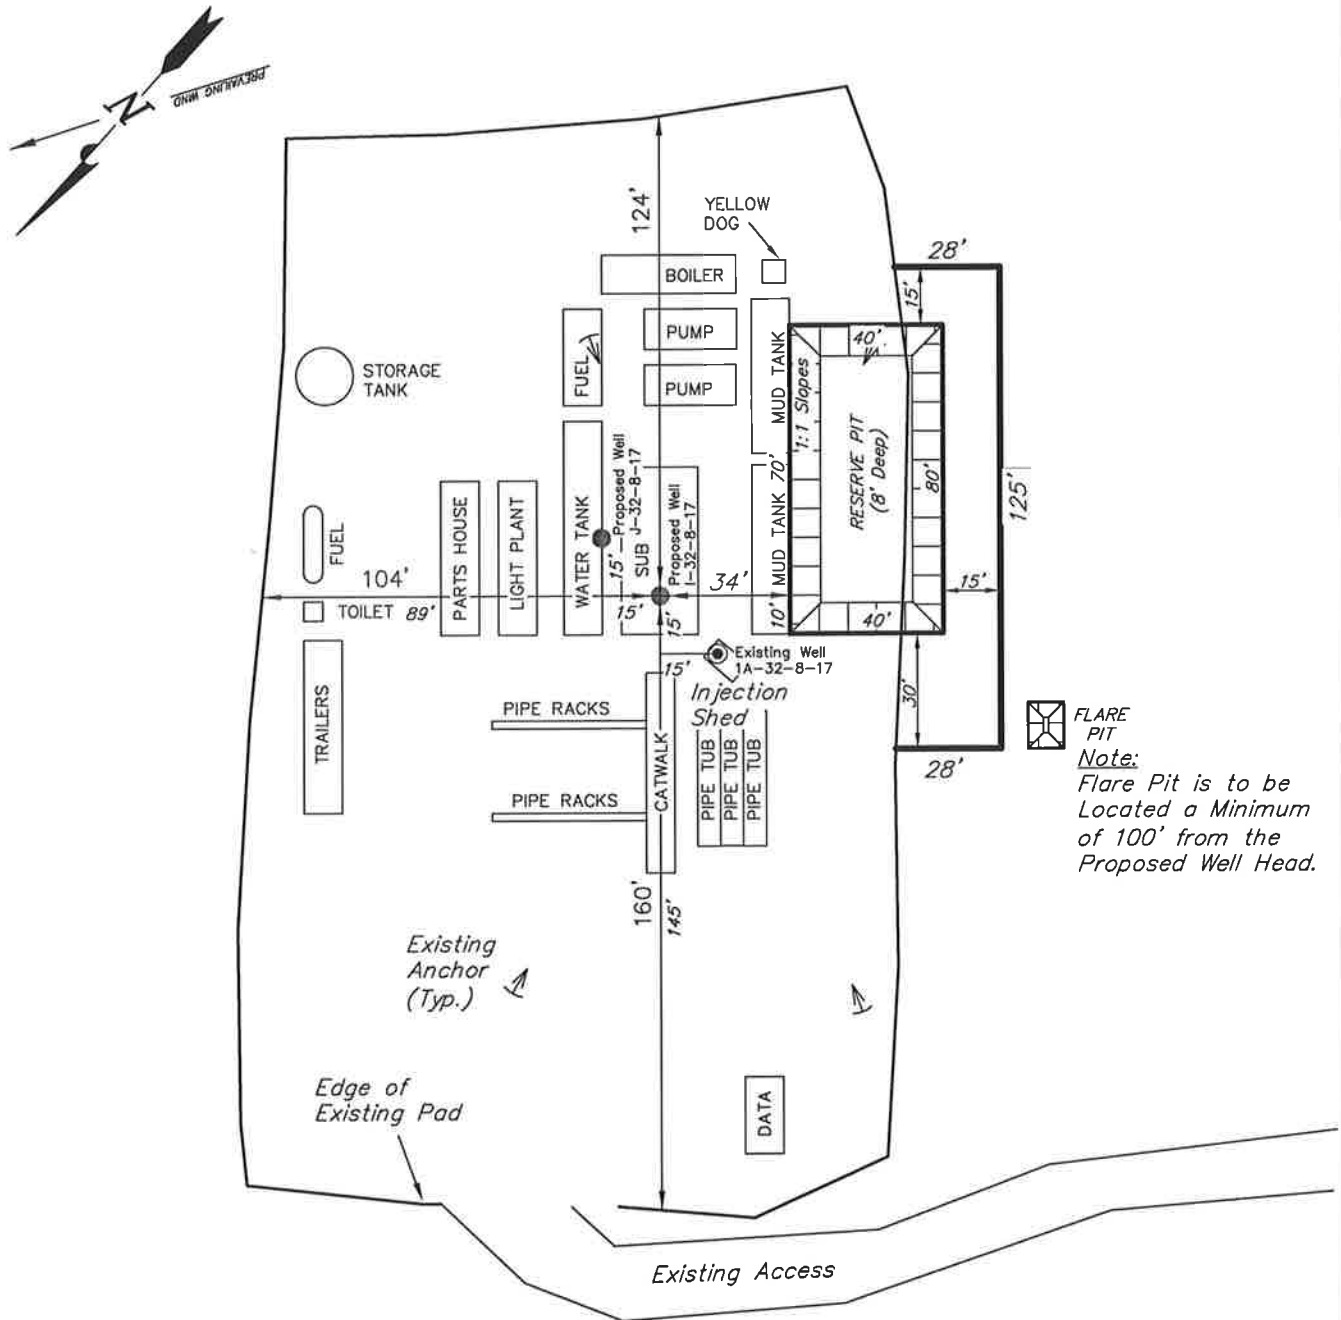 N
PREVAILING WIND
124'
YELLOW
DOG
28'
BOILER
15'
PUMP
40'
FUEL
MUD TANK
1:1 Slopes
STORAGE
TANK
PUMP
RESERVE PIT
(8' Deep)
80'
125'
70'
Proposed Well
J-32-8-17
15'
SUB
Proposed Well
I-32-8-17
PARTS HOUSE
LIGHT PLANT
WATER TANK
MUD TANK
FUEL
104'
34'
15'
TOILET
89'
15'
15'
10'
40'
Existing Well
1A-32-8-17
15'
Injection
Shed
30'
TRAILERS
PIPE RACKS
CATWALK
PIPE TUB
PIPE TUB
PIPE TUB
PIPE RACKS
28'
FLARE
PIT
Note:
Flare Pit is to be
Located a Minimum
of 100' from the
Proposed Well Head.
160'
145'
Existing
Anchor
(Typ.)
Edge of
Existing Pad
DATA
Existing Access